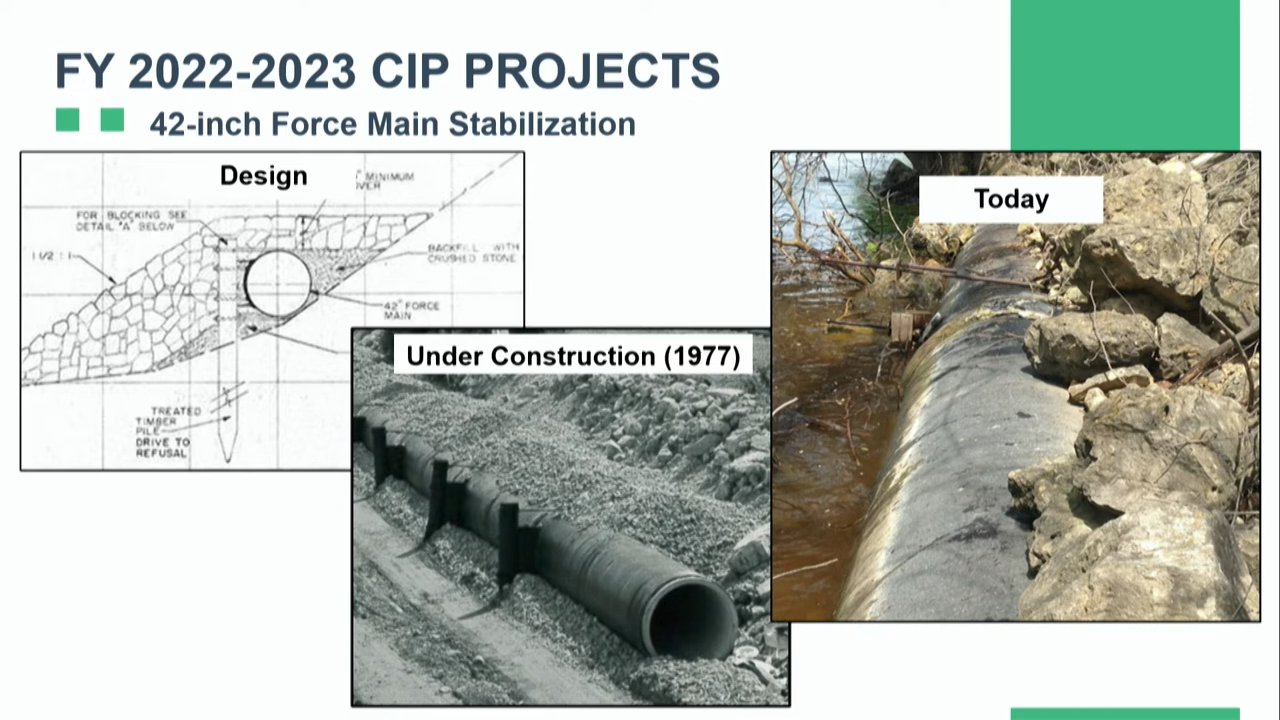 FY 2022-2023 CIP PROJECTS
42-inch Force Main Stabilization
Design
MINIMUM
FOR BLOCKING SEE
DETAIL "A" BELOW
1 1/2 : 1
BACKFILL WITH
CRUSHED STONE
42" FORCE
MAIN
TREATED
TIMBER
PILE
DRIVE TO
REFUSAL
Under Construction (1977)
Today